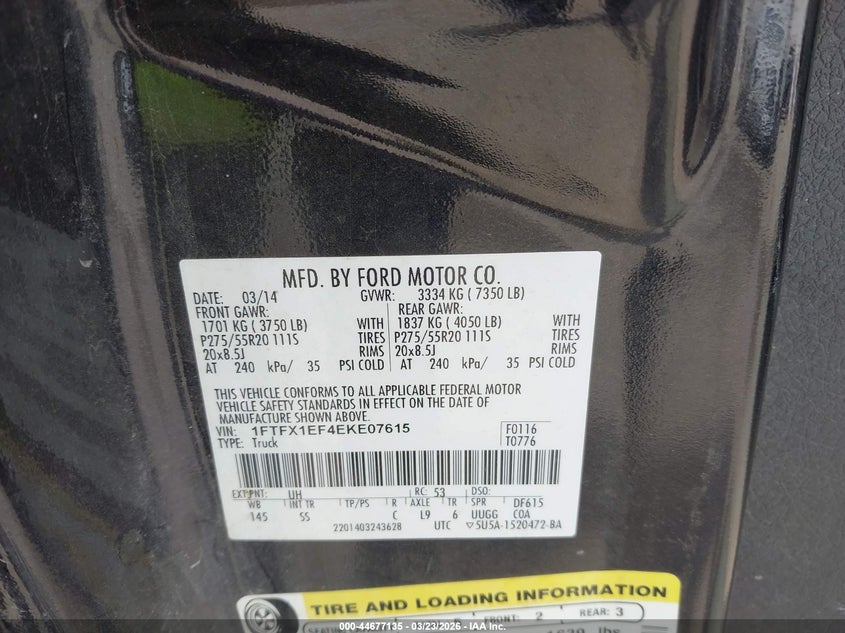 MFD. BY FORD MOTOR CO.
DATE: 03/14 GVWR: 3334 KG ( 7350 LB)
FRONT GAWR: REAR GAWR:
1701 KG ( 3750 LB) WITH 1837 KG ( 4050 LB) WITH
P275/55R20 111S TIRES P275/55R20 111S TIRES
20x8.5J RIMS 20x8.5J RIMS
AT 240 kPa/ 35 PSI COLD AT 240 kPa/ 35 PSI COLD
THIS VEHICLE CONFORMS TO ALL APPLICABLE FEDERAL MOTOR
VEHICLE SAFETY STANDARDS IN EFFECT ON THE DATE OF
MANUFACTURE SHOWN ABOVE.
VIN: 1FTFX1EF4EKE07615 F0116
TYPE: Truck T0776
EXT PNT: UH RC: 53 DSO:
WB INT TR TP/PS R AXLE TR SPR DF615
145 SS C L9 6 UUGG COA
2201403243628 UTC ▽5U5A-1520472-BA
TIRE AND LOADING INFORMATION
FRONT: 2 REAR: 3
lbs
000-44677135 - 03/23/2026 - IAA Inc.